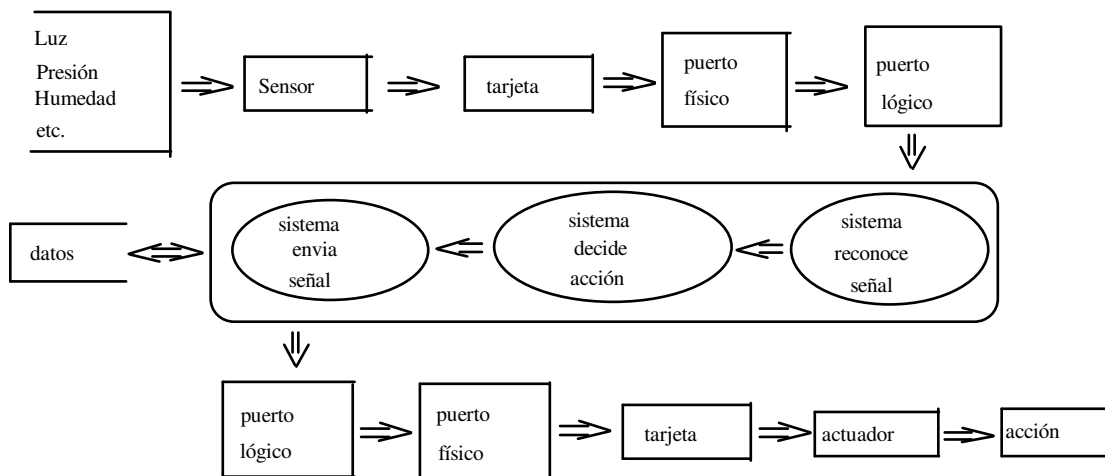 Luz
Presión
Humedad
etc.
Sensor
tarjeta
puerto
físico
puerto
lógico
datos
sistema
envia
señal
sistema
decide
acción
sistema
reconoce
señal
puerto
lógico
puerto
físico
tarjeta
actuador
acción